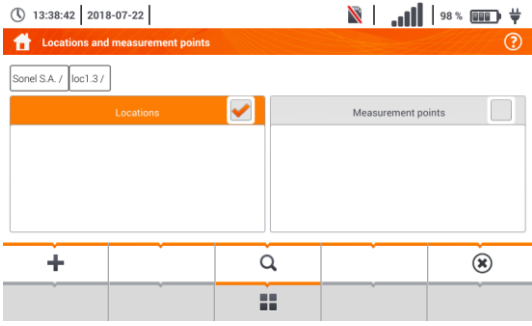 13:38:42 2018-07-22 98 %
Locations and measurement points ?
Sonel S.A. / loc1.3 /
Locations Measurement points